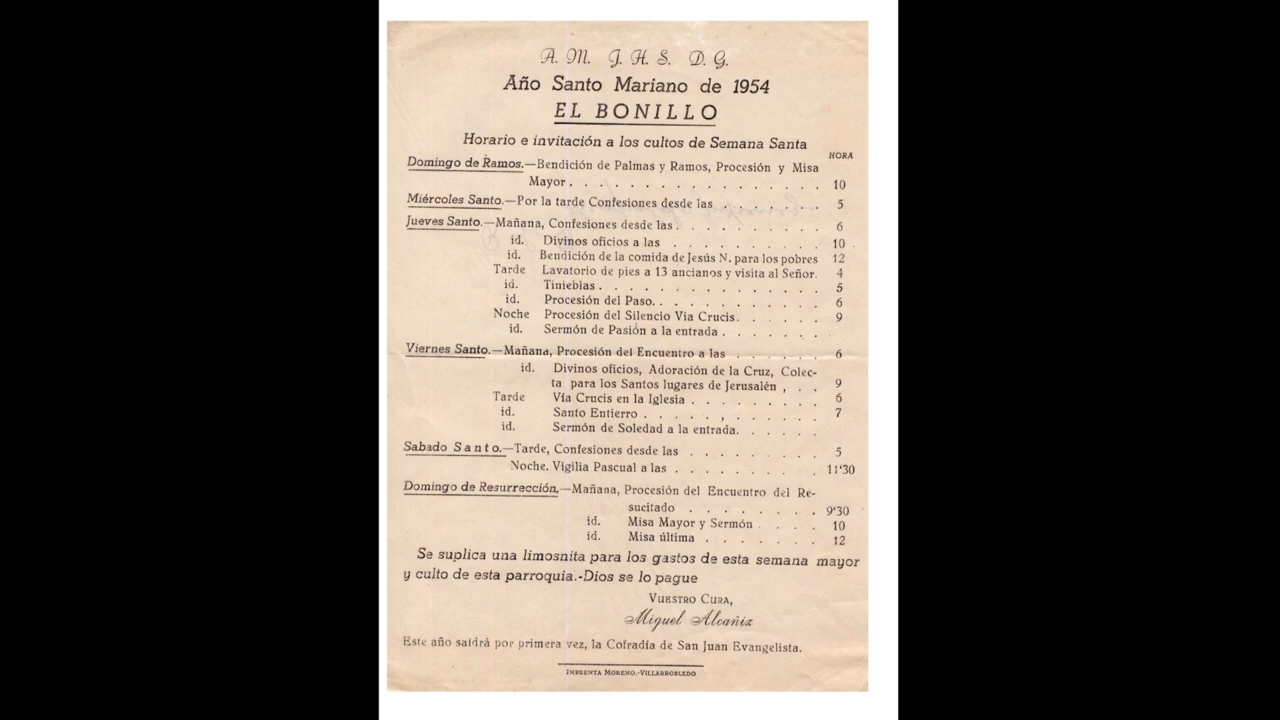 A. M. J. H. S. D. G.
Año Santo Mariano de 1954
EL BONILLO
Horario e invitación a los cultos de Semana Santa
HORA
Domingo de Ramos.—Bendición de Palmas y Ramos, Procesión y Misa
Mayor . . . . . . . . . . . . . . . . 10
Miércoles Santo.—Por la tarde Confesiones desde las . . . . . . . 5
Jueves Santo.—Mañana, Confesiones desde las . . . . . . . . . . 6
id. Divinos oficios a las . . . . . . . . . . 10
id. Bendición de la comida de Jesús N. para los pobres 12
Tarde Lavatorio de pies a 13 ancianos y visita al Señor. 4
id. Tinieblas . . . . . . . . . . . . . . 5
id. Procesión del Paso. . . . . . . . . . . 6
Noche Procesión del Silencio Via Crucis. . . . . . 9
id. Sermón de Pasión a la entrada . . . . . . .
Viernes Santo.—Mañana, Procesión del Encuentro a las . . . . . . 6
id. Divinos oficios, Adoración de la Cruz, Colec-
ta para los Santos lugares de Jerusalén , . . 9
Tarde Vía Crucis en la Iglesia . . . . . . . . 6
id. Santo Entierro . . . . , . . . . . 7
id. Sermón de Soledad a la entrada. . . . . .
Sabado Santo.—Tarde, Confesiones desde las . . . . . . . . . 5
Noche. Vigilia Pascual a las . . . . . . . . . . 11'30
Domingo de Resurrección,—Mañana, Procesión del Encuentro del Re-
sucitado . . . . . . . . . 9'30
id. Misa Mayor y Sermón . . . . . 10
id. Misa última . . . . . . . . 12
Se suplica una limosnita para los gastos de esta semana mayor
y culto de esta parroquia.-Dios se lo pague
VUESTRO CURA,
Miguel Alcañiz
Este año saldrá por primera vez, la Cofradía de San Juan Evangelista.
IMPRENTA MORENO.-VILLARROBLEDO